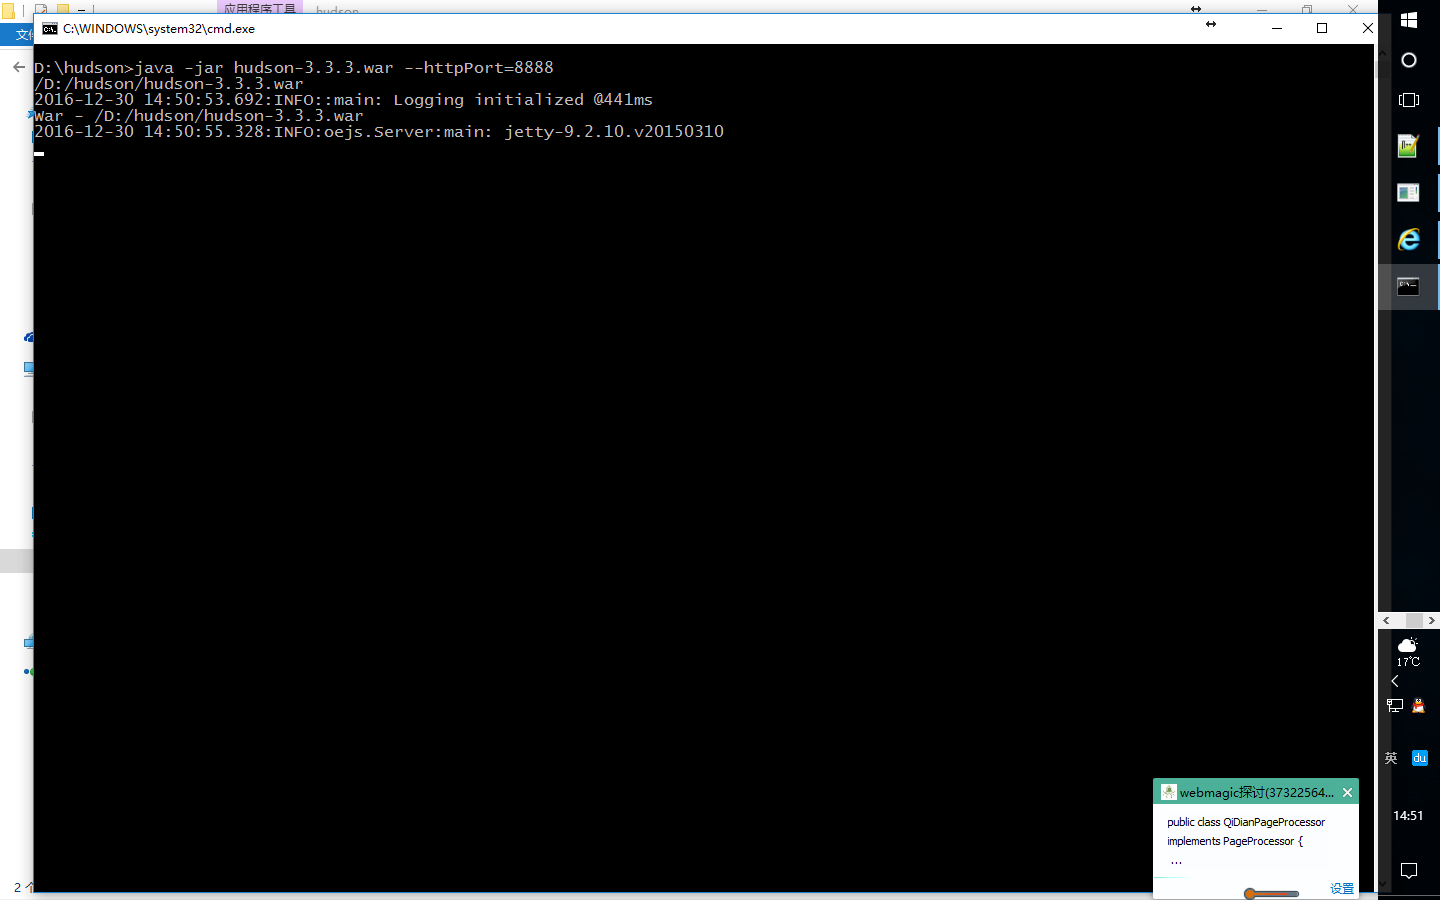 应用程序工具
hudson
C:\WINDOWS\system32\cmd.exe
D:\hudson>java -jar hudson-3.3.3.war --httpPort=8888
/D:/hudson/hudson-3.3.3.war
2016-12-30 14:50:53.692:INFO::main: Logging initialized @441ms
War - /D:/hudson/hudson-3.3.3.war
2016-12-30 14:50:55.328:INFO:oejs.Server:main: jetty-9.2.10.v20150310
17℃
英
du
14:51
webmagic探讨(37322564...
public class QiDianPageProcessor
implements PageProcessor {
...
设置
2 个